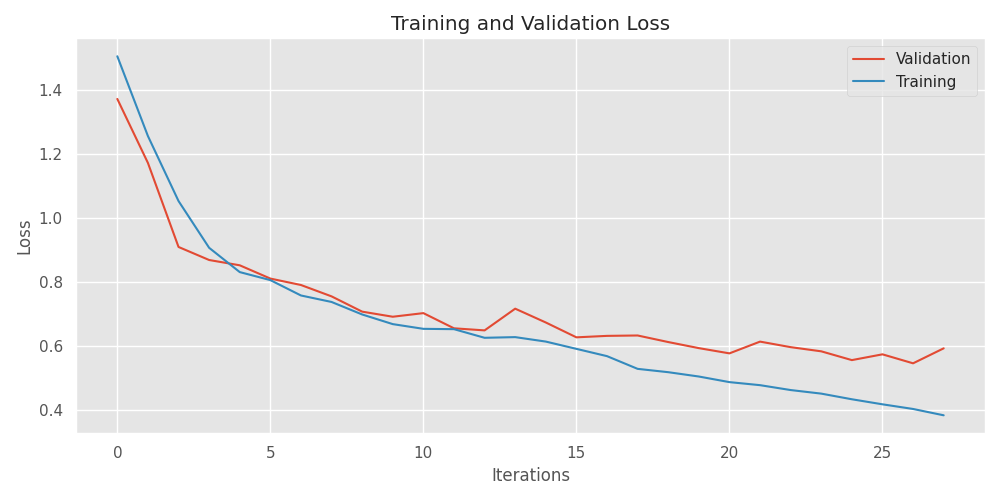 Training and Validation Loss
Validation
Training
Loss
1.4
1.2
1.0
0.8
0.6
0.4
0 5 10 15 20 25
Iterations